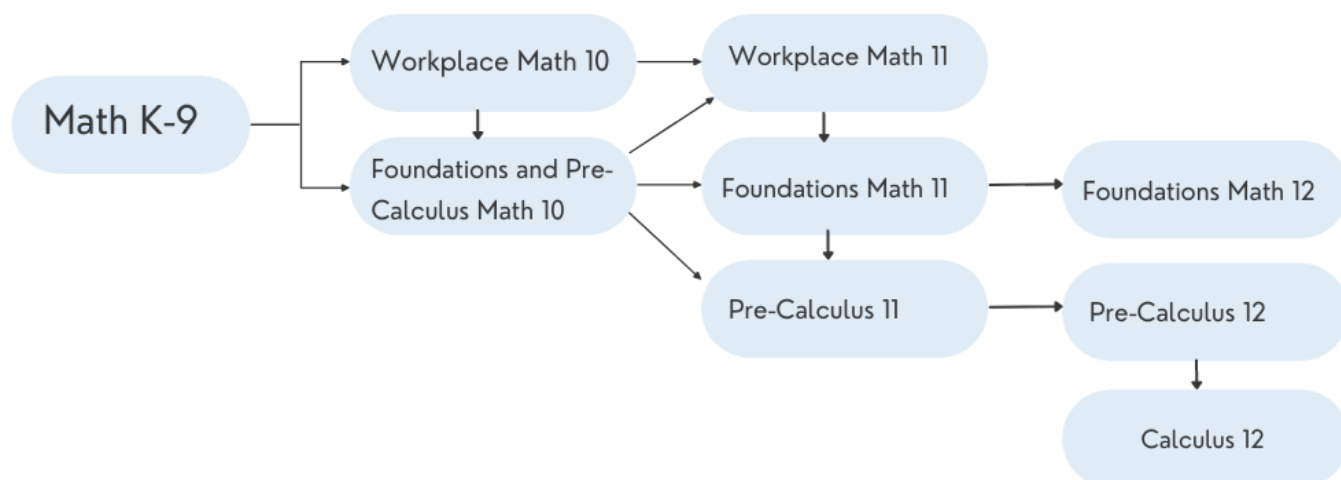 Math K-9
Workplace Math 10
Workplace Math 11
Foundations and Pre-
Calculus Math 10
Foundations Math 11
Foundations Math 12
Pre-Calculus 11
Pre-Calculus 12
Calculus 12